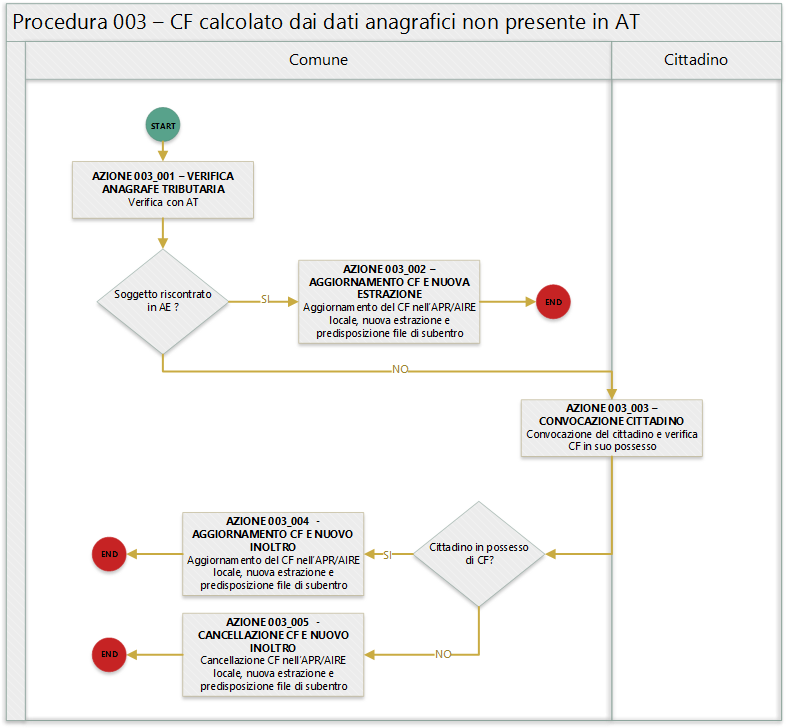 Procedura 003 – CF calcolato dai dati anagrafici non presente in AT
Comune
Cittadino
START
AZIONE 003_001 – VERIFICA
ANAGRAFE TRIBUTARIA
Verifica con AT
Soggetto riscontrato
in AE ?
SI
AZIONE 003_002 –
AGGIORNAMENTO CF E NUOVA
ESTRAZIONE
Aggiornamento del CF nell'APR/AIRE
locale, nuova estrazione e
predisposizione file di subentro
END
NO
AZIONE 003_003 –
CONVOCAZIONE CITTADINO
Convocazione del cittadino e verifica
CF in suo possesso
Cittadino in possesso
di CF?
SI
AZIONE 003_004 -
AGGIORNAMENTO CF E NUOVO
INOLTRO
Aggiornamento del CF nell'APR/AIRE
locale, nuova estrazione e
predisposizione file di subentro
END
NO
AZIONE 003_005 -
CANCELLAZIONE CF E NUOVO
INOLTRO
Cancellazione CF nell'APR/AIRE
locale, nuova estrazione e
predisposizione file di subentro
END